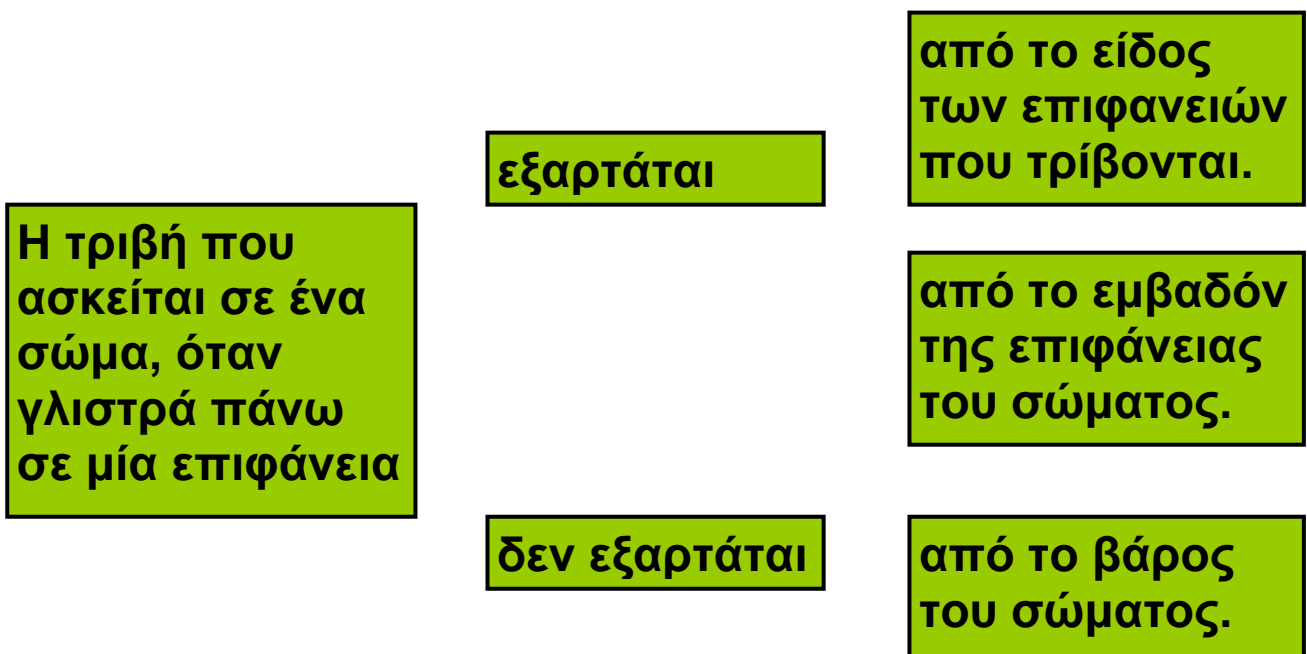 Η τριβή που
ασκείται σε ένα
σώμα, όταν
γλιστρά πάνω
σε μία επιφάνεια
εξαρτάται
δεν εξαρτάται
από το είδος
των επιφανειών
που τρίβονται.
από το εμβαδόν
της επιφάνειας
του σώματος.
από το βάρος
του σώματος.